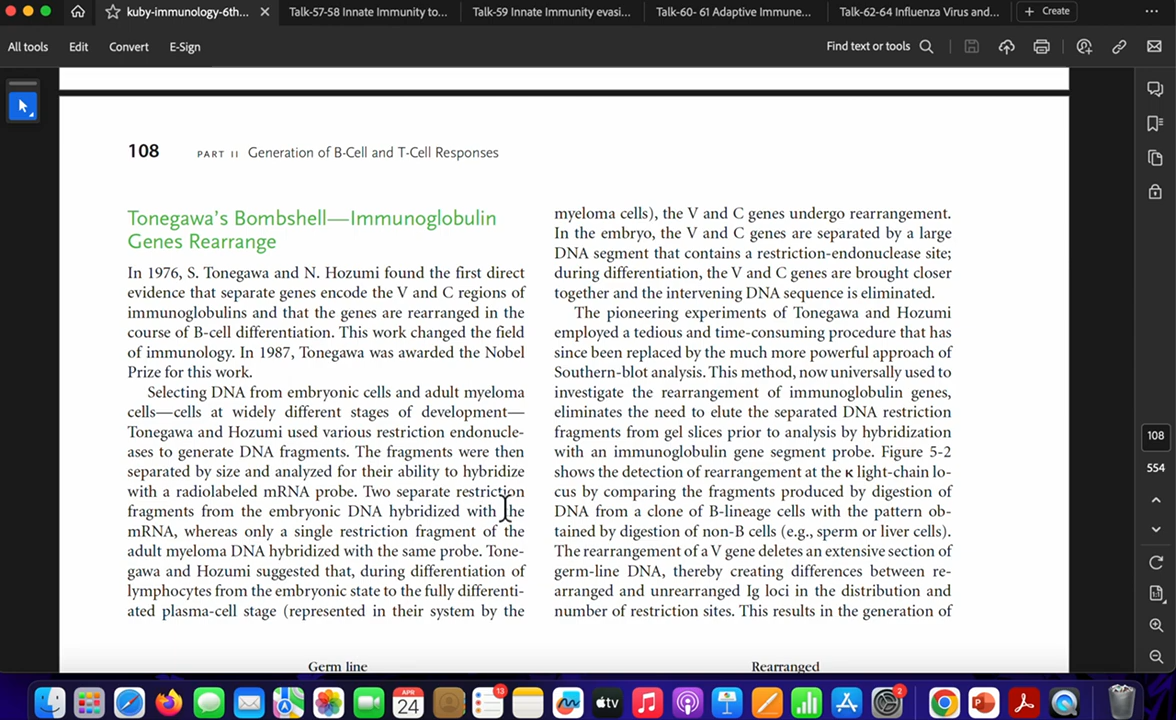 kuby-immunology-6th...
Talk-57-58 Innate Immunity to...
Talk-59 Innate Immunity evasi...
Talk-60- 61 Adaptive Immune...
Talk-62-64 Influenza Virus and...
Create
All tools
Edit
Convert
E-Sign
Find text or tools
108 PART II Generation of B-Cell and T-Cell Responses
Tonegawa's Bombshell—Immunoglobulin
Genes Rearrange
In 1976, S. Tonegawa and N. Hozumi found the first direct
evidence that separate genes encode the V and C regions of
immunoglobulins and that the genes are rearranged in the
course of B-cell differentiation. This work changed the field
of immunology. In 1987, Tonegawa was awarded the Nobel
Prize for this work.
Selecting DNA from embryonic cells and adult myeloma
cells—cells at widely different stages of development—
Tonegawa and Hozumi used various restriction endonucle-
ases to generate DNA fragments. The fragments were then
separated by size and analyzed for their ability to hybridize
with a radiolabeled mRNA probe. Two separate restriction
fragments from the embryonic DNA hybridized with the
mRNA, whereas only a single restriction fragment of the
adult myeloma DNA hybridized with the same probe. Tone-
gawa and Hozumi suggested that, during differentiation of
lymphocytes from the embryonic state to the fully differenti-
ated plasma-cell stage (represented in their system by the
myeloma cells), the V and C genes undergo rearrangement.
In the embryo, the V and C genes are separated by a large
DNA segment that contains a restriction-endonuclease site;
during differentiation, the V and C genes are brought closer
together and the intervening DNA sequence is eliminated.
The pioneering experiments of Tonegawa and Hozumi
employed a tedious and time-consuming procedure that has
since been replaced by the much more powerful approach of
Southern-blot analysis. This method, now universally used to
investigate the rearrangement of immunoglobulin genes,
eliminates the need to elute the separated DNA restriction
fragments from gel slices prior to analysis by hybridization
with an immunoglobulin gene segment probe. Figure 5-2
shows the detection of rearrangement at the κ light-chain lo-
cus by comparing the fragments produced by digestion of
DNA from a clone of B-lineage cells with the pattern ob-
tained by digestion of non-B cells (e.g., sperm or liver cells).
The rearrangement of a V gene deletes an extensive section of
germ-line DNA, thereby creating differences between re-
arranged and unrearranged Ig loci in the distribution and
number of restriction sites. This results in the generation of
Germ line
Rearranged
108
554
APR
24
13
tv
2